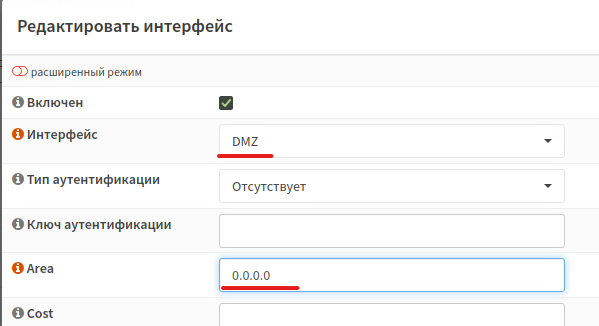 Редактировать интерфейс
расширенный режим
Включен
Интерфейс
DMZ
Тип аутентификации
Отсутствует
Ключ аутентификации
Area
0.0.0.0
Cost